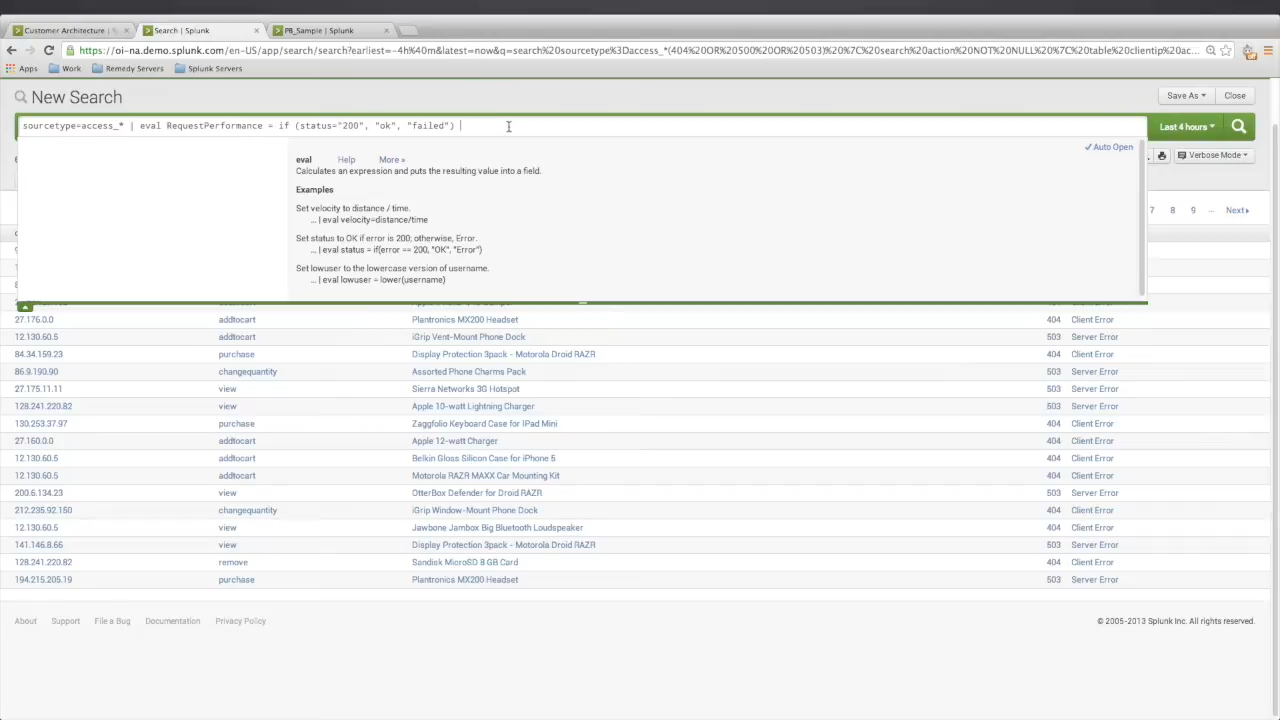 Customer Architecture |
Search | Splunk
PB_Sample | Splunk
https://oi-na.demo.splunk.com/en-US/app/search/search?earliest=-4h%40m&latest=now&q=search%20sourcetype%3Daccess_*(404%20OR%20500%20OR%20503)%20%7C%20search%20action%20NOT%20NULL%20%7C%20table%20clientip%20ac...
Apps Work Remedy Servers Splunk Servers
New Search
Save As Close
sourcetype=access_* | eval RequestPerformance = if (status="200", "ok", "failed")
Last 4 hours
Auto Open
Verbose Mode
eval Help More »
Calculates an expression and puts the resulting value into a field.
Examples
Set velocity to distance / time.
... | eval velocity=distance/time
7 8 9 ... Next
Set status to OK if error is 200; otherwise, Error.
... | eval status = if(error == 200, "OK", "Error")
Set lowuser to the lowercase version of username.
... | eval lowuser = lower(username)
27.176.0.0 addtocart Plantronics MX200 Headset 404 Client Error
12.130.60.5 addtocart iGrip Vent-Mount Phone Dock 503 Server Error
84.34.159.23 purchase Display Protection 3pack - Motorola Droid RAZR 404 Client Error
86.9.190.90 changequantity Assorted Phone Charms Pack 503 Server Error
27.175.11.11 view Sierra Networks 3G Hotspot 503 Server Error
128.241.220.82 view Apple 10-watt Lightning Charger 503 Server Error
130.253.37.97 purchase Zaggfolio Keyboard Case for IPad Mini 404 Client Error
27.160.0.0 addtocart Apple 12-watt Charger 404 Client Error
12.130.60.5 addtocart Belkin Gloss Silicon Case for iPhone 5 404 Client Error
12.130.60.5 addtocart Motorola RAZR MAXX Car Mounting Kit 404 Client Error
200.6.134.23 view OtterBox Defender for Droid RAZR 503 Server Error
212.235.92.150 changequantity iGrip Window-Mount Phone Dock 404 Client Error
12.130.60.5 view Jawbone Jambox Big Bluetooth Loudspeaker 404 Client Error
141.146.8.66 view Display Protection 3pack - Motorola Droid RAZR 503 Server Error
128.241.220.82 remove Sandisk MicroSD 8 GB Card 404 Client Error
194.215.205.19 purchase Plantronics MX200 Headset 503 Server Error
About Support File a Bug Documentation Privacy Policy © 2005-2013 Splunk Inc. All rights reserved.